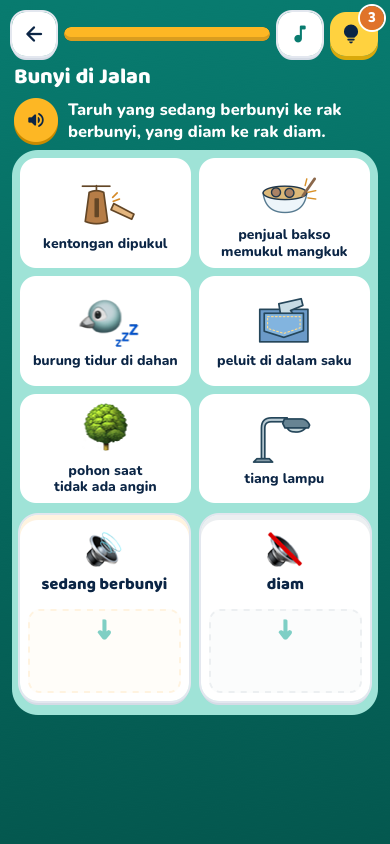 3
Bunyi di Jalan
Taruh yang sedang berbunyi ke rak
berbunyi, yang diam ke rak diam.
kentongan dipukul
penjual bakso
memukul mangkuk
burung tidur di dahan
peluit di dalam saku
pohon saat
tidak ada angin
tiang lampu
sedang berbunyi
diam